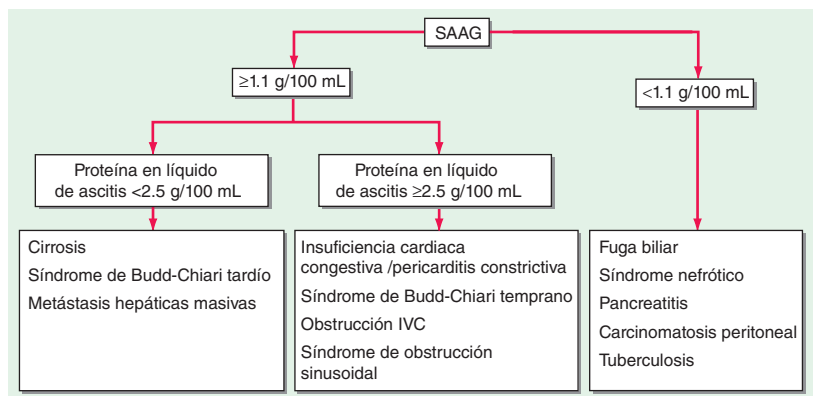 SAAG
≥1.1 g/100 mL
<1.1 g/100 mL
Proteína en líquido
de ascitis <2.5 g/100 mL
Proteína en líquido
de ascitis ≥2.5 g/100 mL
Cirrosis
Síndrome de Budd-Chiari tardío
Metástasis hepáticas masivas
Insuficiencia cardiaca
congestiva /pericarditis constrictiva
Síndrome de Budd-Chiari temprano
Obstrucción IVC
Síndrome de obstrucción
sinusoidal
Fuga biliar
Síndrome nefrótico
Pancreatitis
Carcinomatosis peritoneal
Tuberculosis